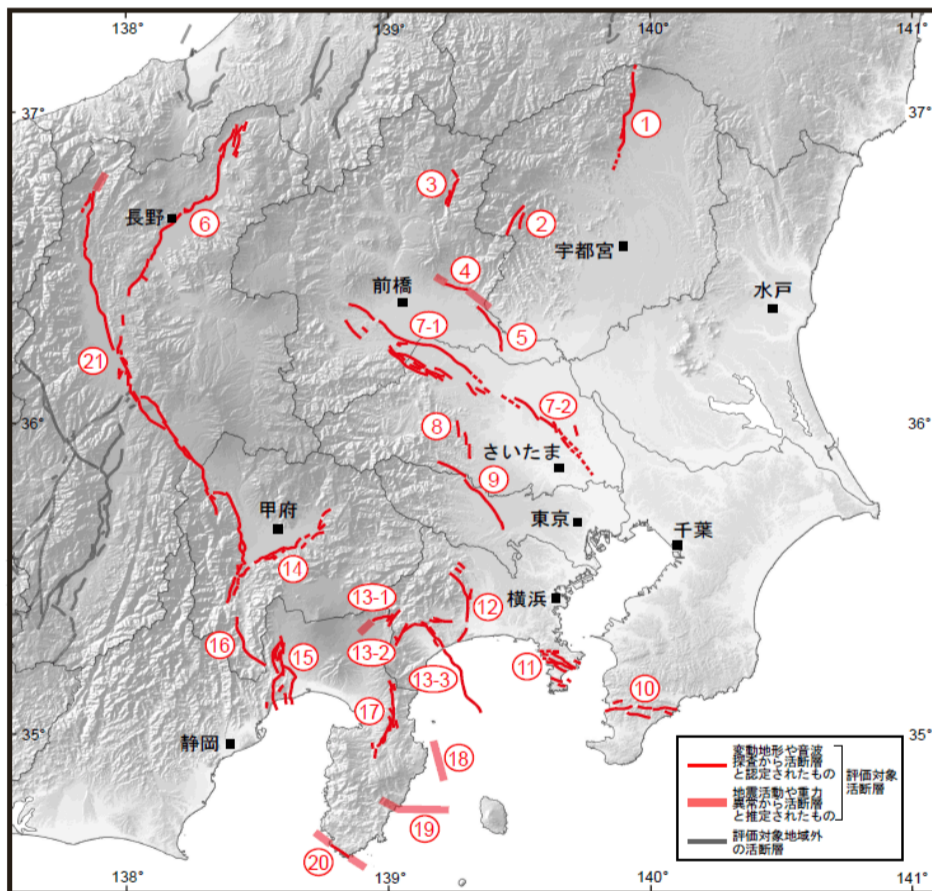 138° 139° 140° 141°
37° 37°
36° 36°
35° 35°
138° 139° 140° 141°
①
③
長野
⑥
②
宇都宮
④
前橋
水戸
7-1
⑤
21
7-2
⑧
さいたま
⑨
甲府
東京
千葉
14
13-1
12
横浜
16
13-2
15
11
13-3
10
17
静岡
18
19
20
変動地形や音波
探査から活断層
と認定されたもの
地震活動や重力
異常から活断層
と推定されたもの
評価対象
活断層
評価対象地域外
の活断層